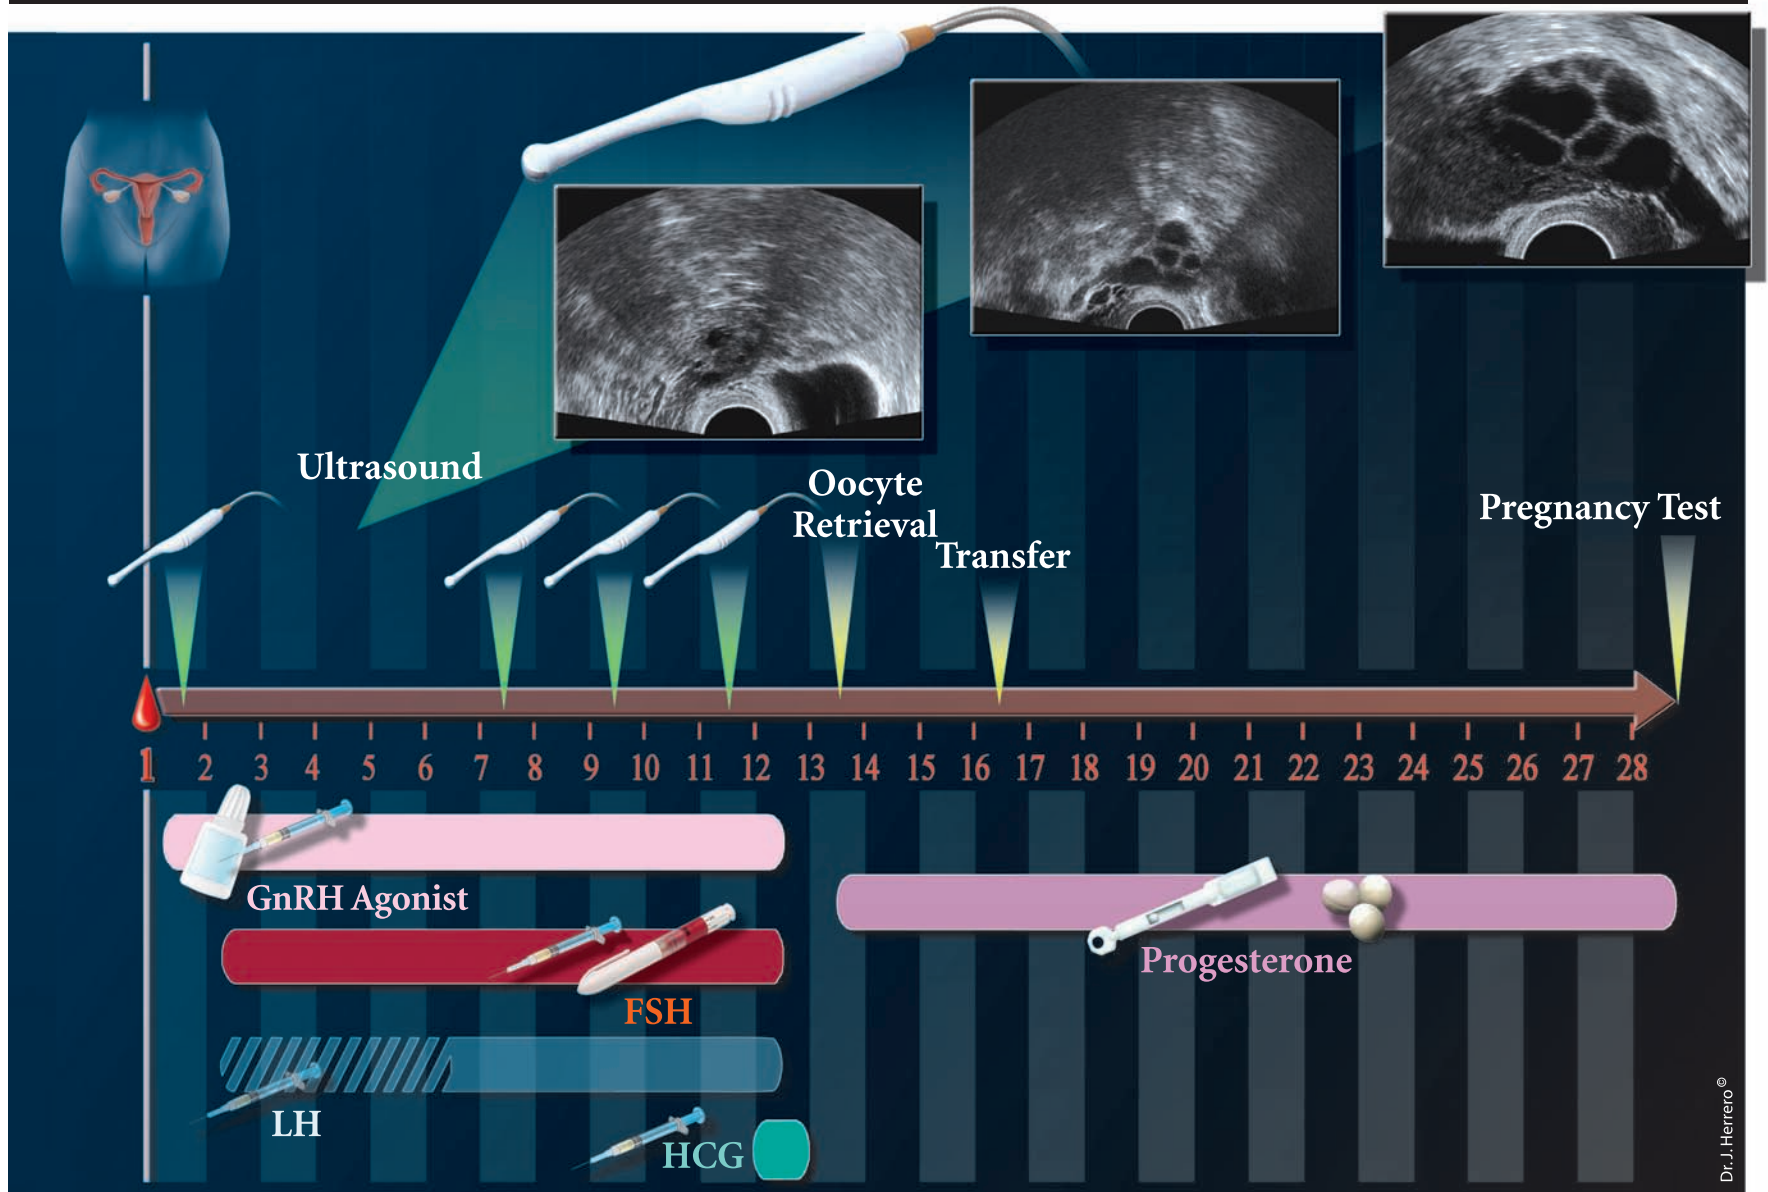 Ultrasound
Oocyte
Retrieval
Transfer
Pregnancy Test
1 2 3 4 5 6 7 8 9 10 11 12 13 14 15 16 17 18 19 20 21 22 23 24 25 26 27 28
GnRH Agonist
FSH
LH
HCG
Progesterone
Dr. J. Herrero ©